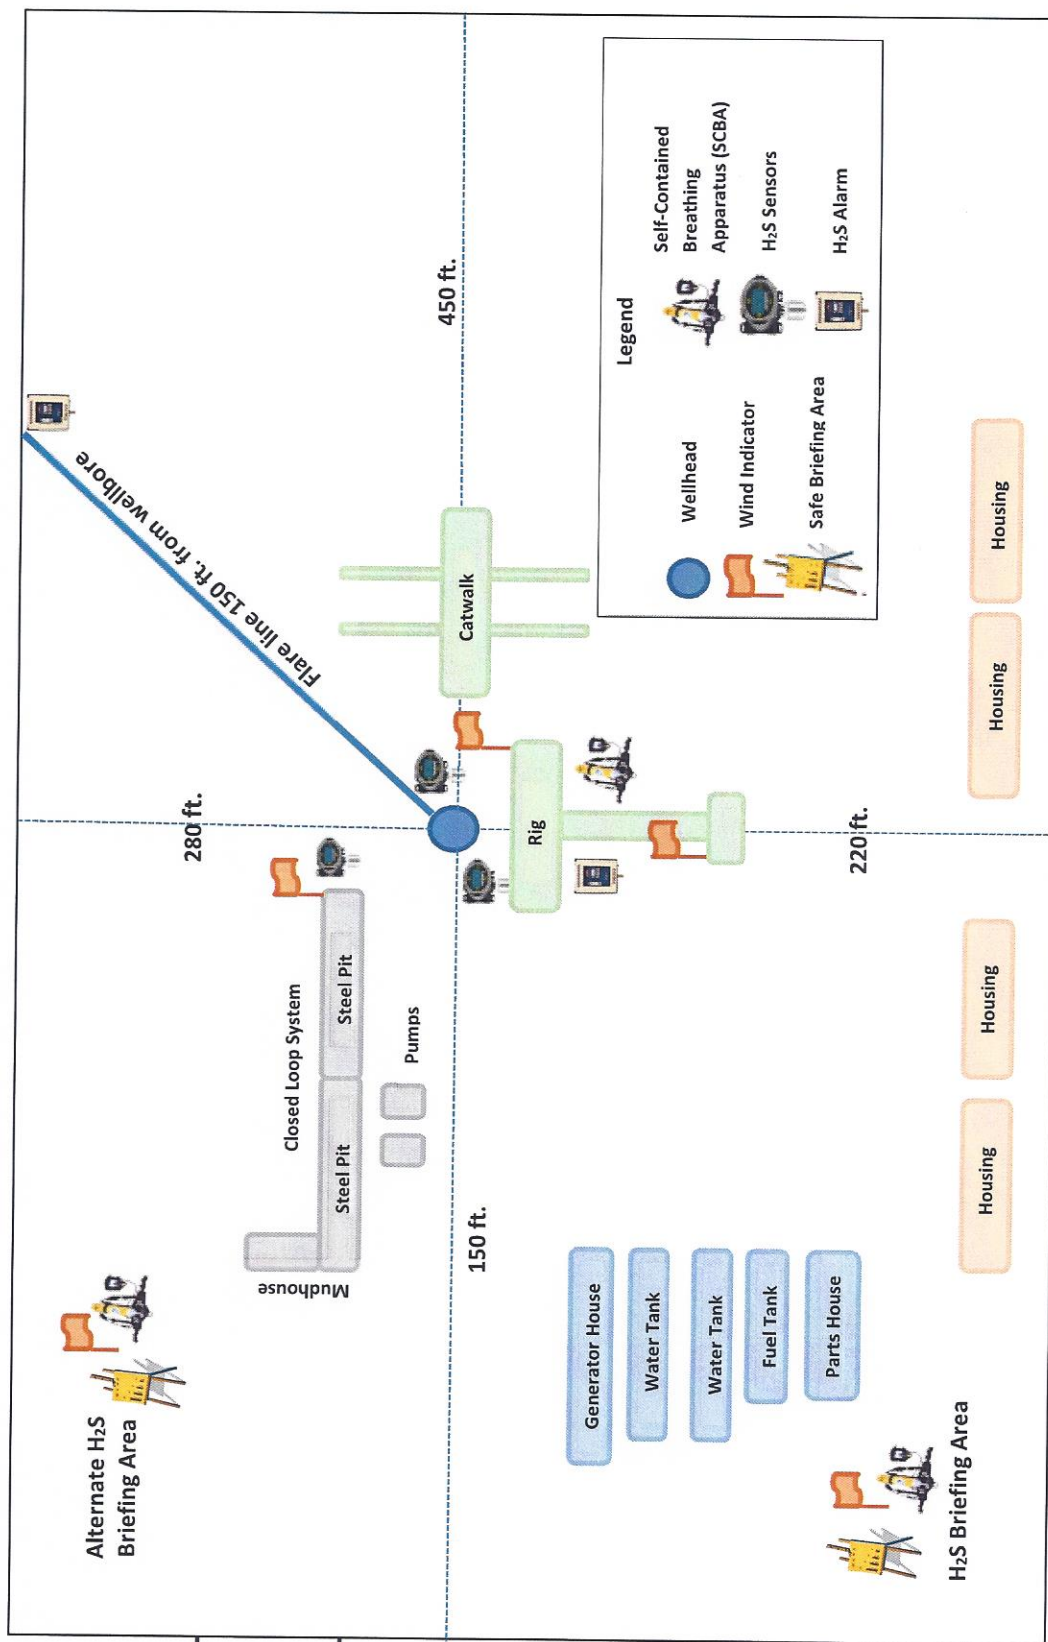 Alternate H₂S
Briefing Area
280 ft.
Flare line 150 ft. from wellbore
Closed Loop System
Mudhouse
Steel Pit
Steel Pit
Pumps
150 ft.
450 ft.
Catwalk
Rig
Generator House
Water Tank
Water Tank
Fuel Tank
Parts House
220 ft.
H₂S Briefing Area
Housing
Housing
Housing
Housing
Legend
Wellhead
Wind Indicator
Safe Briefing Area
Self-Contained
Breathing
Apparatus (SCBA)
H₂S Sensors
H₂S Alarm